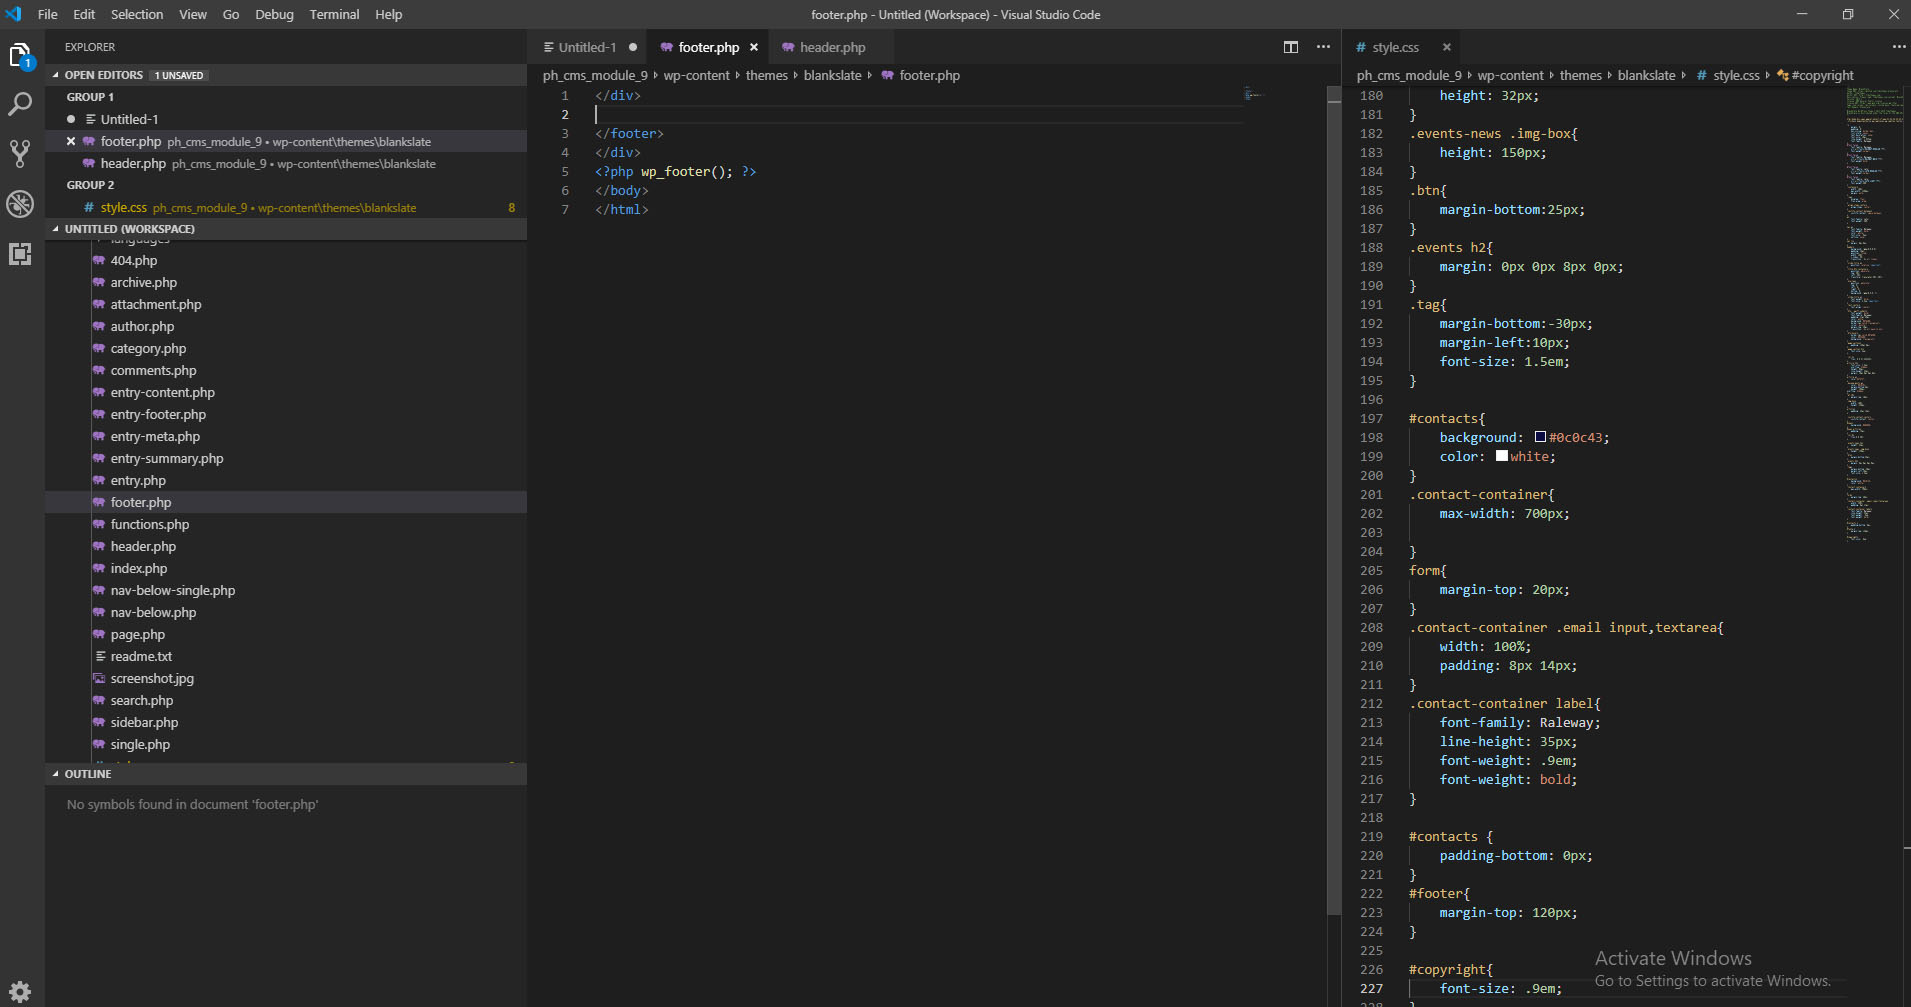 File Edit Selection View Go Debug Terminal Help
footer.php - Untitled (Workspace) - Visual Studio Code
1
EXPLORER
OPEN EDITORS 1 UNSAVED
GROUP 1
Untitled-1
footer.php ph_cms_module_9 • wp-content\themes\blankslate
header.php ph_cms_module_9 • wp-content\themes\blankslate
GROUP 2
# style.css ph_cms_module_9 • wp-content\themes\blankslate 8
UNTITLED (WORKSPACE)
languages
404.php
archive.php
attachment.php
author.php
category.php
comments.php
entry-content.php
entry-footer.php
entry-meta.php
entry-summary.php
entry.php
footer.php
functions.php
header.php
index.php
nav-below-single.php
nav-below.php
page.php
readme.txt
screenshot.jpg
search.php
sidebar.php
single.php
OUTLINE
No symbols found in document 'footer.php'
Untitled-1 footer.php header.php
ph_cms_module_9 wp-content themes blankslate footer.php
1 </div>
2
3 </footer>
4 </div>
5 <?php wp_footer(); ?>
6 </body>
7 </html>
# style.css
ph_cms_module_9 wp-content themes blankslate # style.css #copyright
180 height: 32px;
181 }
182 .events-news .img-box{
183 height: 150px;
184 }
185 .btn{
186 margin-bottom:25px;
187 }
188 .events h2{
189 margin: 0px 0px 8px 0px;
190 }
191 .tag{
192 margin-bottom:-30px;
193 margin-left:10px;
194 font-size: 1.5em;
195 }
196
197 #contacts{
198 background: #0c0c43;
199 color: white;
200 }
201 .contact-container{
202 max-width: 700px;
203
204 }
205 form{
206 margin-top: 20px;
207 }
208 .contact-container .email input,textarea{
209 width: 100%;
210 padding: 8px 14px;
211 }
212 .contact-container label{
213 font-family: Raleway;
214 line-height: 35px;
215 font-weight: .9em;
216 font-weight: bold;
217 }
218
219 #contacts {
220 padding-bottom: 0px;
221 }
222 #footer{
223 margin-top: 120px;
224 }
225
226 #copyright{
227 font-size: .9em;
228 }
Activate Windows
Go to Settings to activate Windows.